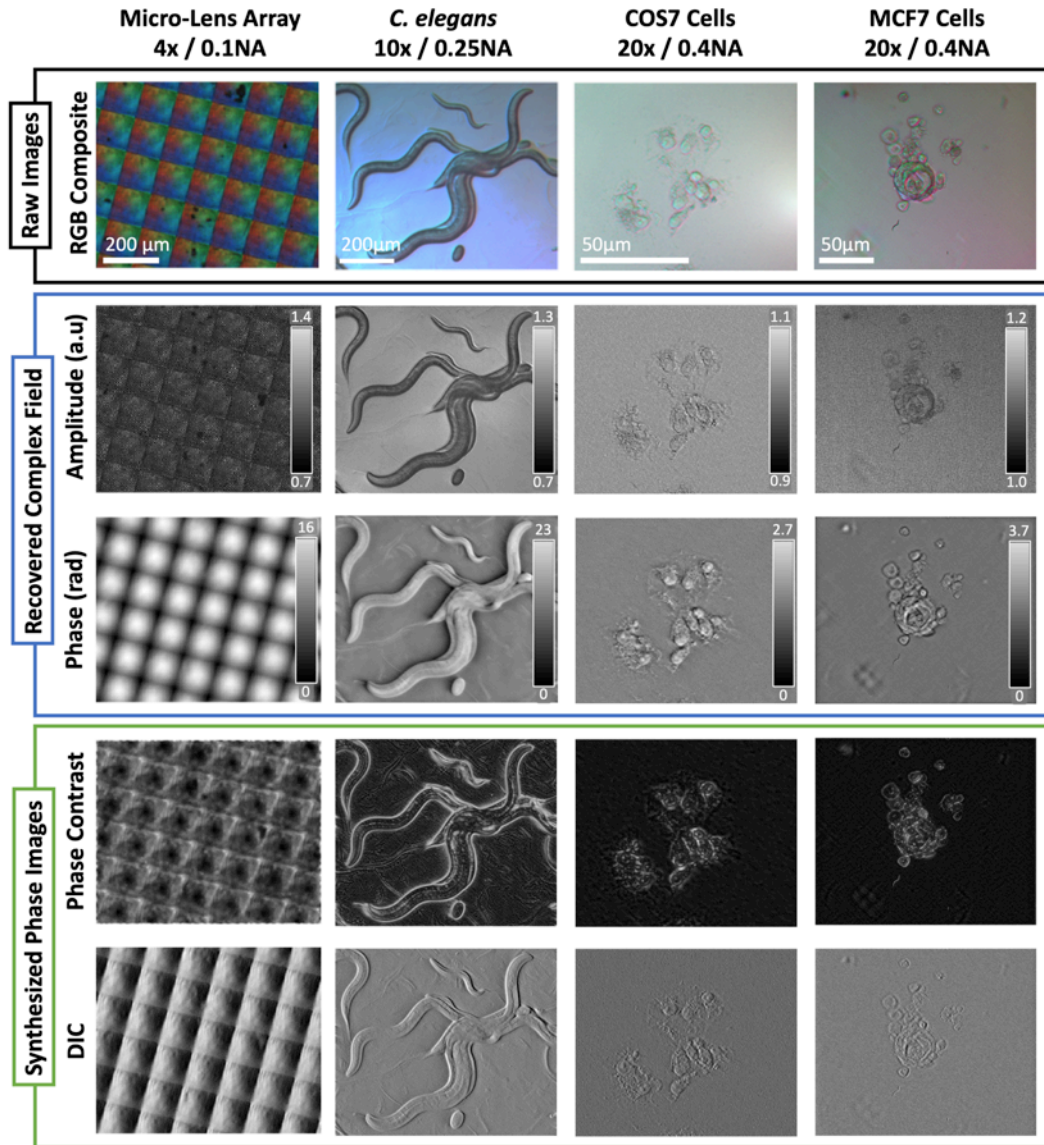 Micro-Lens Array
4x / 0.1NA
C. elegans
10x / 0.25NA
COS7 Cells
20x / 0.4NA
MCF7 Cells
20x / 0.4NA
Raw Images
RGB Composite
200 µm
200µm
50µm
50µm
Recovered Complex Field
Amplitude (a.u)
1.4
0.7
1.3
0.7
1.1
0.9
1.2
1.0
Phase (rad)
16
0
23
0
2.7
0
3.7
0
Synthesized Phase Images
Phase Contrast
DIC